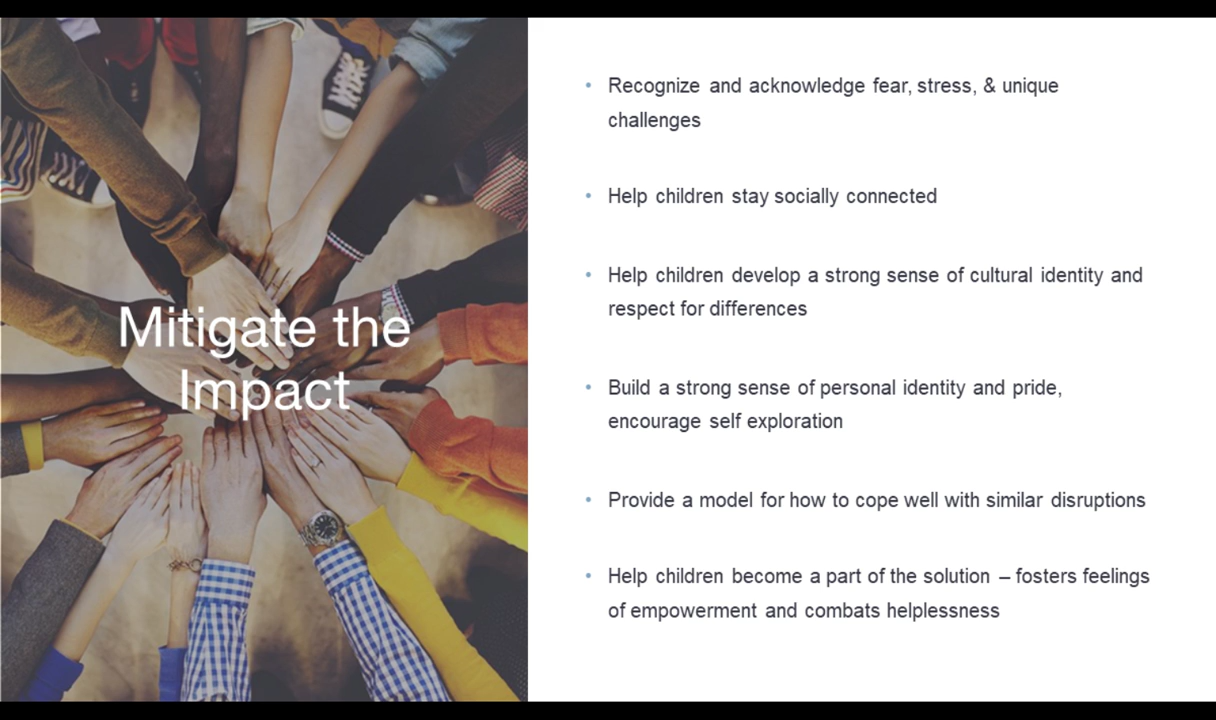 Mitigate the
Impact
• Recognize and acknowledge fear, stress, & unique
challenges
• Help children stay socially connected
• Help children develop a strong sense of cultural identity and
respect for differences
• Build a strong sense of personal identity and pride,
encourage self exploration
• Provide a model for how to cope well with similar disruptions
• Help children become a part of the solution – fosters feelings
of empowerment and combats helplessness